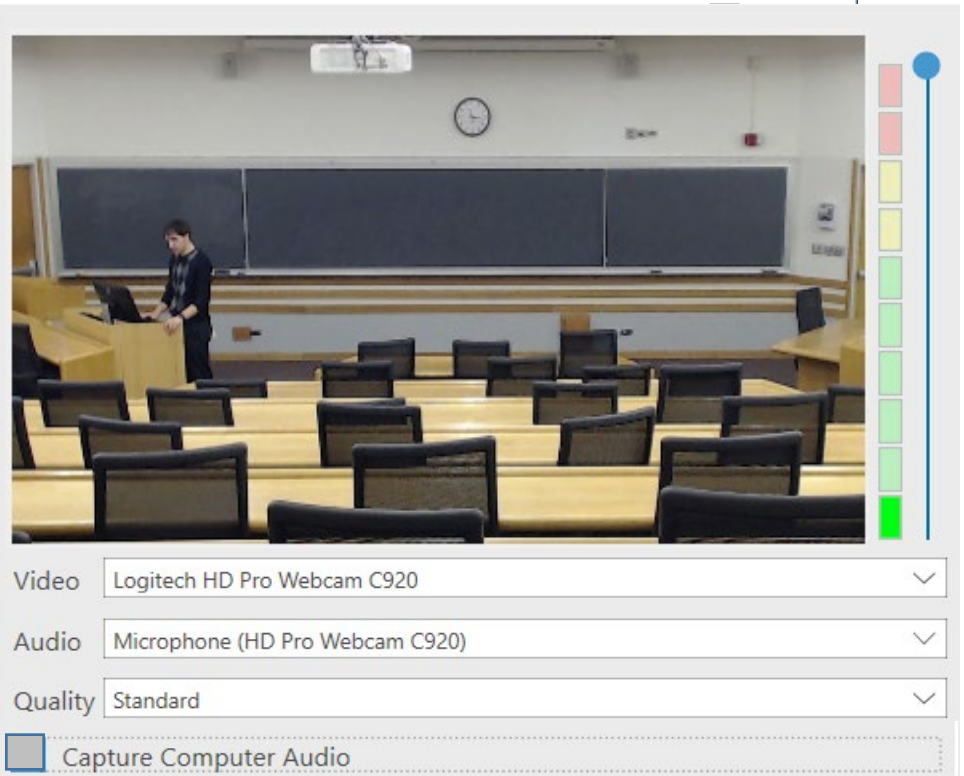 Video Logitech HD Pro Webcam C920
Audio Microphone (HD Pro Webcam C920)
Quality Standard
Capture Computer Audio